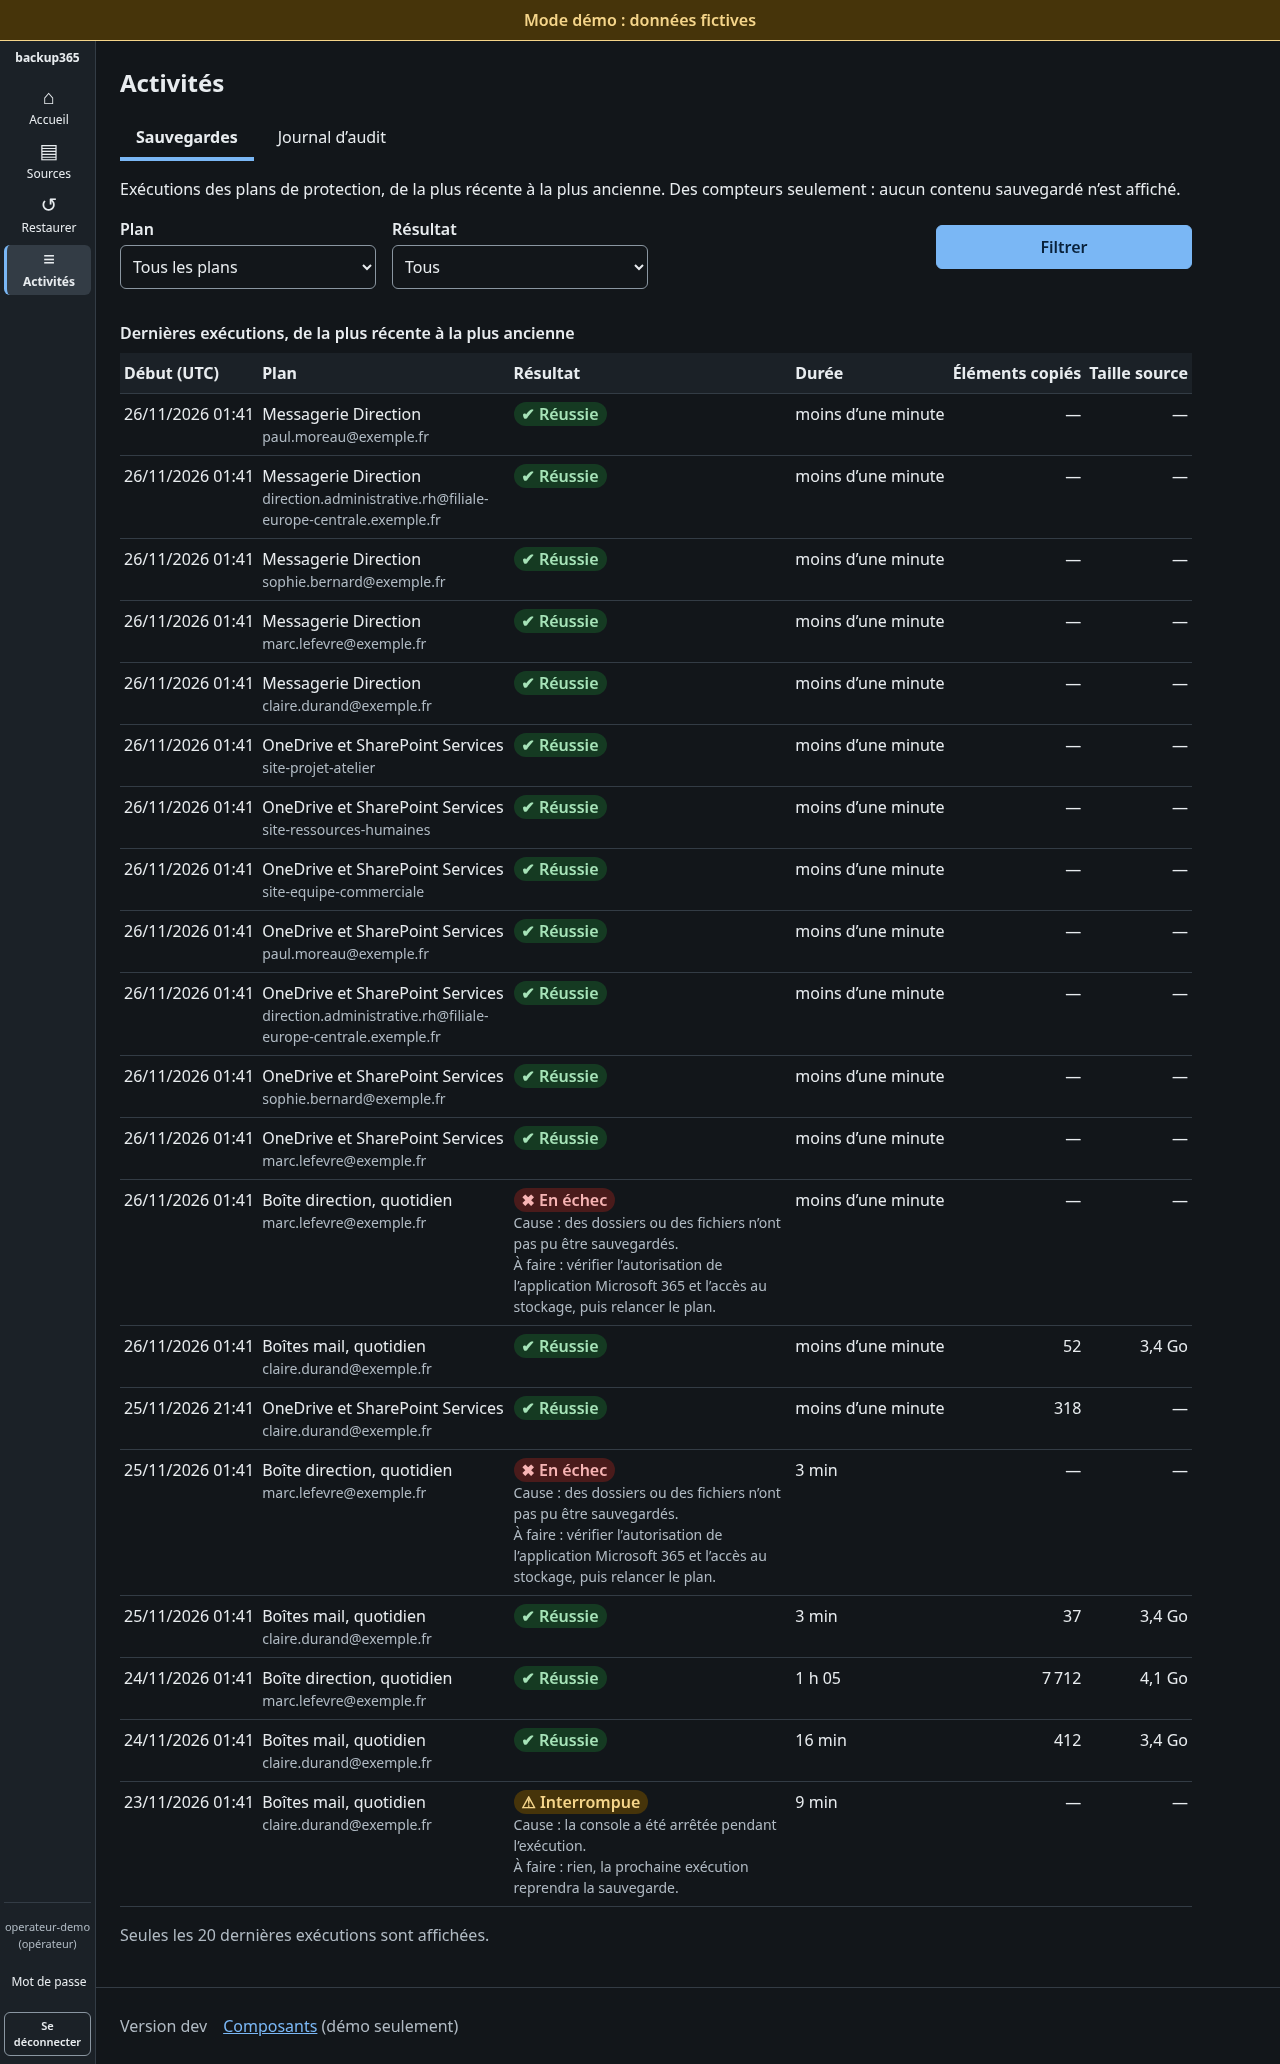 Mode démo : données fictives
backup365
⌂
Accueil
▤
Sources
↺
Restaurer
≡
Activités
Activités
Sauvegardes Journal d’audit
Exécutions des plans de protection, de la plus récente à la plus ancienne. Des compteurs seulement : aucun contenu sauvegardé n’est affiché.
Plan Résultat
Tous les plans Tous Filtrer
Dernières exécutions, de la plus récente à la plus ancienne
Début (UTC) Plan Résultat Durée Éléments copiés Taille source
26/11/2026 01:41 Messagerie Direction ✔ Réussie moins d’une minute — —
paul.moreau@exemple.fr
26/11/2026 01:41 Messagerie Direction ✔ Réussie moins d’une minute — —
direction.administrative.rh@filiale-
europe-centrale.exemple.fr
26/11/2026 01:41 Messagerie Direction ✔ Réussie moins d’une minute — —
sophie.bernard@exemple.fr
26/11/2026 01:41 Messagerie Direction ✔ Réussie moins d’une minute — —
marc.lefevre@exemple.fr
26/11/2026 01:41 Messagerie Direction ✔ Réussie moins d’une minute — —
claire.durand@exemple.fr
26/11/2026 01:41 OneDrive et SharePoint Services ✔ Réussie moins d’une minute — —
site-projet-atelier
26/11/2026 01:41 OneDrive et SharePoint Services ✔ Réussie moins d’une minute — —
site-ressources-humaines
26/11/2026 01:41 OneDrive et SharePoint Services ✔ Réussie moins d’une minute — —
site-equipe-commerciale
26/11/2026 01:41 OneDrive et SharePoint Services ✔ Réussie moins d’une minute — —
paul.moreau@exemple.fr
26/11/2026 01:41 OneDrive et SharePoint Services ✔ Réussie moins d’une minute — —
direction.administrative.rh@filiale-
europe-centrale.exemple.fr
26/11/2026 01:41 OneDrive et SharePoint Services ✔ Réussie moins d’une minute — —
sophie.bernard@exemple.fr
26/11/2026 01:41 OneDrive et SharePoint Services ✔ Réussie moins d’une minute — —
marc.lefevre@exemple.fr
26/11/2026 01:41 Boîte direction, quotidien ✖ En échec moins d’une minute — —
marc.lefevre@exemple.fr Cause : des dossiers ou des fichiers n’ont
pas pu être sauvegardés.
À faire : vérifier l’autorisation de
l’application Microsoft 365 et l’accès au
stockage, puis relancer le plan.
26/11/2026 01:41 Boîtes mail, quotidien ✔ Réussie moins d’une minute 52 3,4 Go
claire.durand@exemple.fr
25/11/2026 21:41 OneDrive et SharePoint Services ✔ Réussie moins d’une minute 318 —
claire.durand@exemple.fr
25/11/2026 01:41 Boîte direction, quotidien ✖ En échec 3 min — —
marc.lefevre@exemple.fr Cause : des dossiers ou des fichiers n’ont
pas pu être sauvegardés.
À faire : vérifier l’autorisation de
l’application Microsoft 365 et l’accès au
stockage, puis relancer le plan.
25/11/2026 01:41 Boîtes mail, quotidien ✔ Réussie 3 min 37 3,4 Go
claire.durand@exemple.fr
24/11/2026 01:41 Boîte direction, quotidien ✔ Réussie 1 h 05 7 712 4,1 Go
marc.lefevre@exemple.fr
24/11/2026 01:41 Boîtes mail, quotidien ✔ Réussie 16 min 412 3,4 Go
claire.durand@exemple.fr
23/11/2026 01:41 Boîtes mail, quotidien ⚠ Interrompue 9 min — —
claire.durand@exemple.fr Cause : la console a été arrêtée pendant
l’exécution.
À faire : rien, la prochaine exécution
reprendra la sauvegarde.
Seules les 20 dernières exécutions sont affichées.
operateur-demo
(opérateur)
Mot de passe
Se
déconnecter
Version dev Composants (démo seulement)